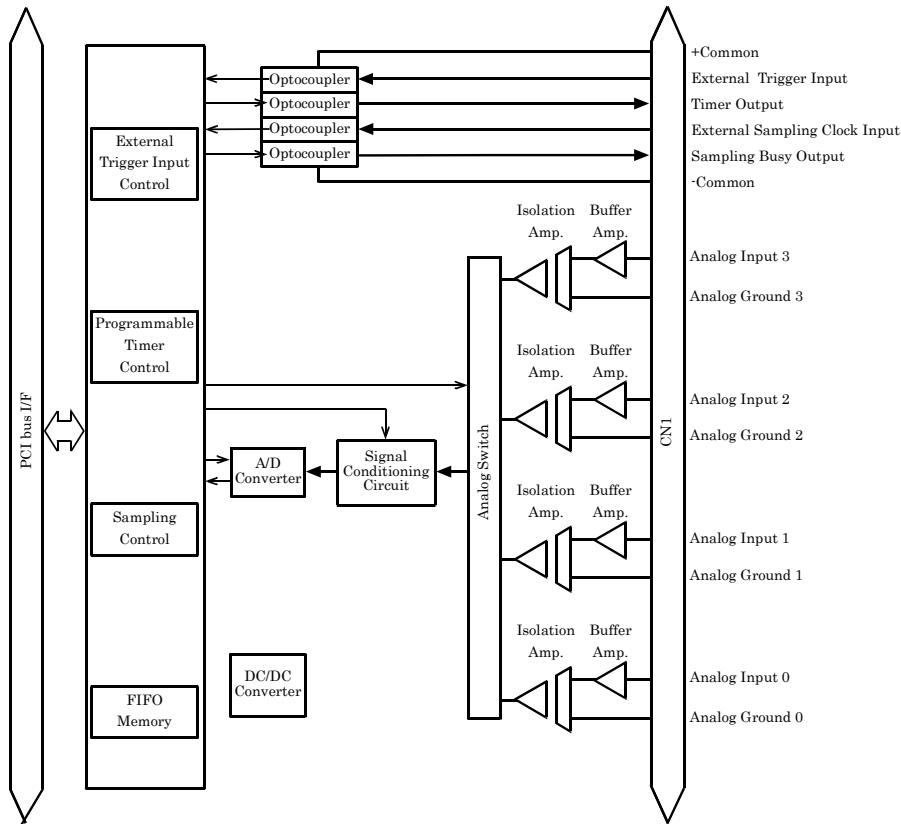 +Common
Optocoupler
External Trigger Input
Optocoupler
Timer Output
Optocoupler
External Sampling Clock Input
Optocoupler
Sampling Busy Output
-Common
External
Trigger Input
Control
Programmable
Timer
Control
Sampling
Control
FIFO
Memory
PCI bus I/F
A/D
Converter
Signal
Conditioning
Circuit
DC/DC
Converter
Analog Switch
Isolation
Amp.
Buffer
Amp.
Analog Input 3
Analog Ground 3
Isolation
Amp.
Buffer
Amp.
Analog Input 2
Analog Ground 2
Isolation
Amp.
Buffer
Amp.
Analog Input 1
Analog Ground 1
Isolation
Amp.
Buffer
Amp.
Analog Input 0
Analog Ground 0
CN1